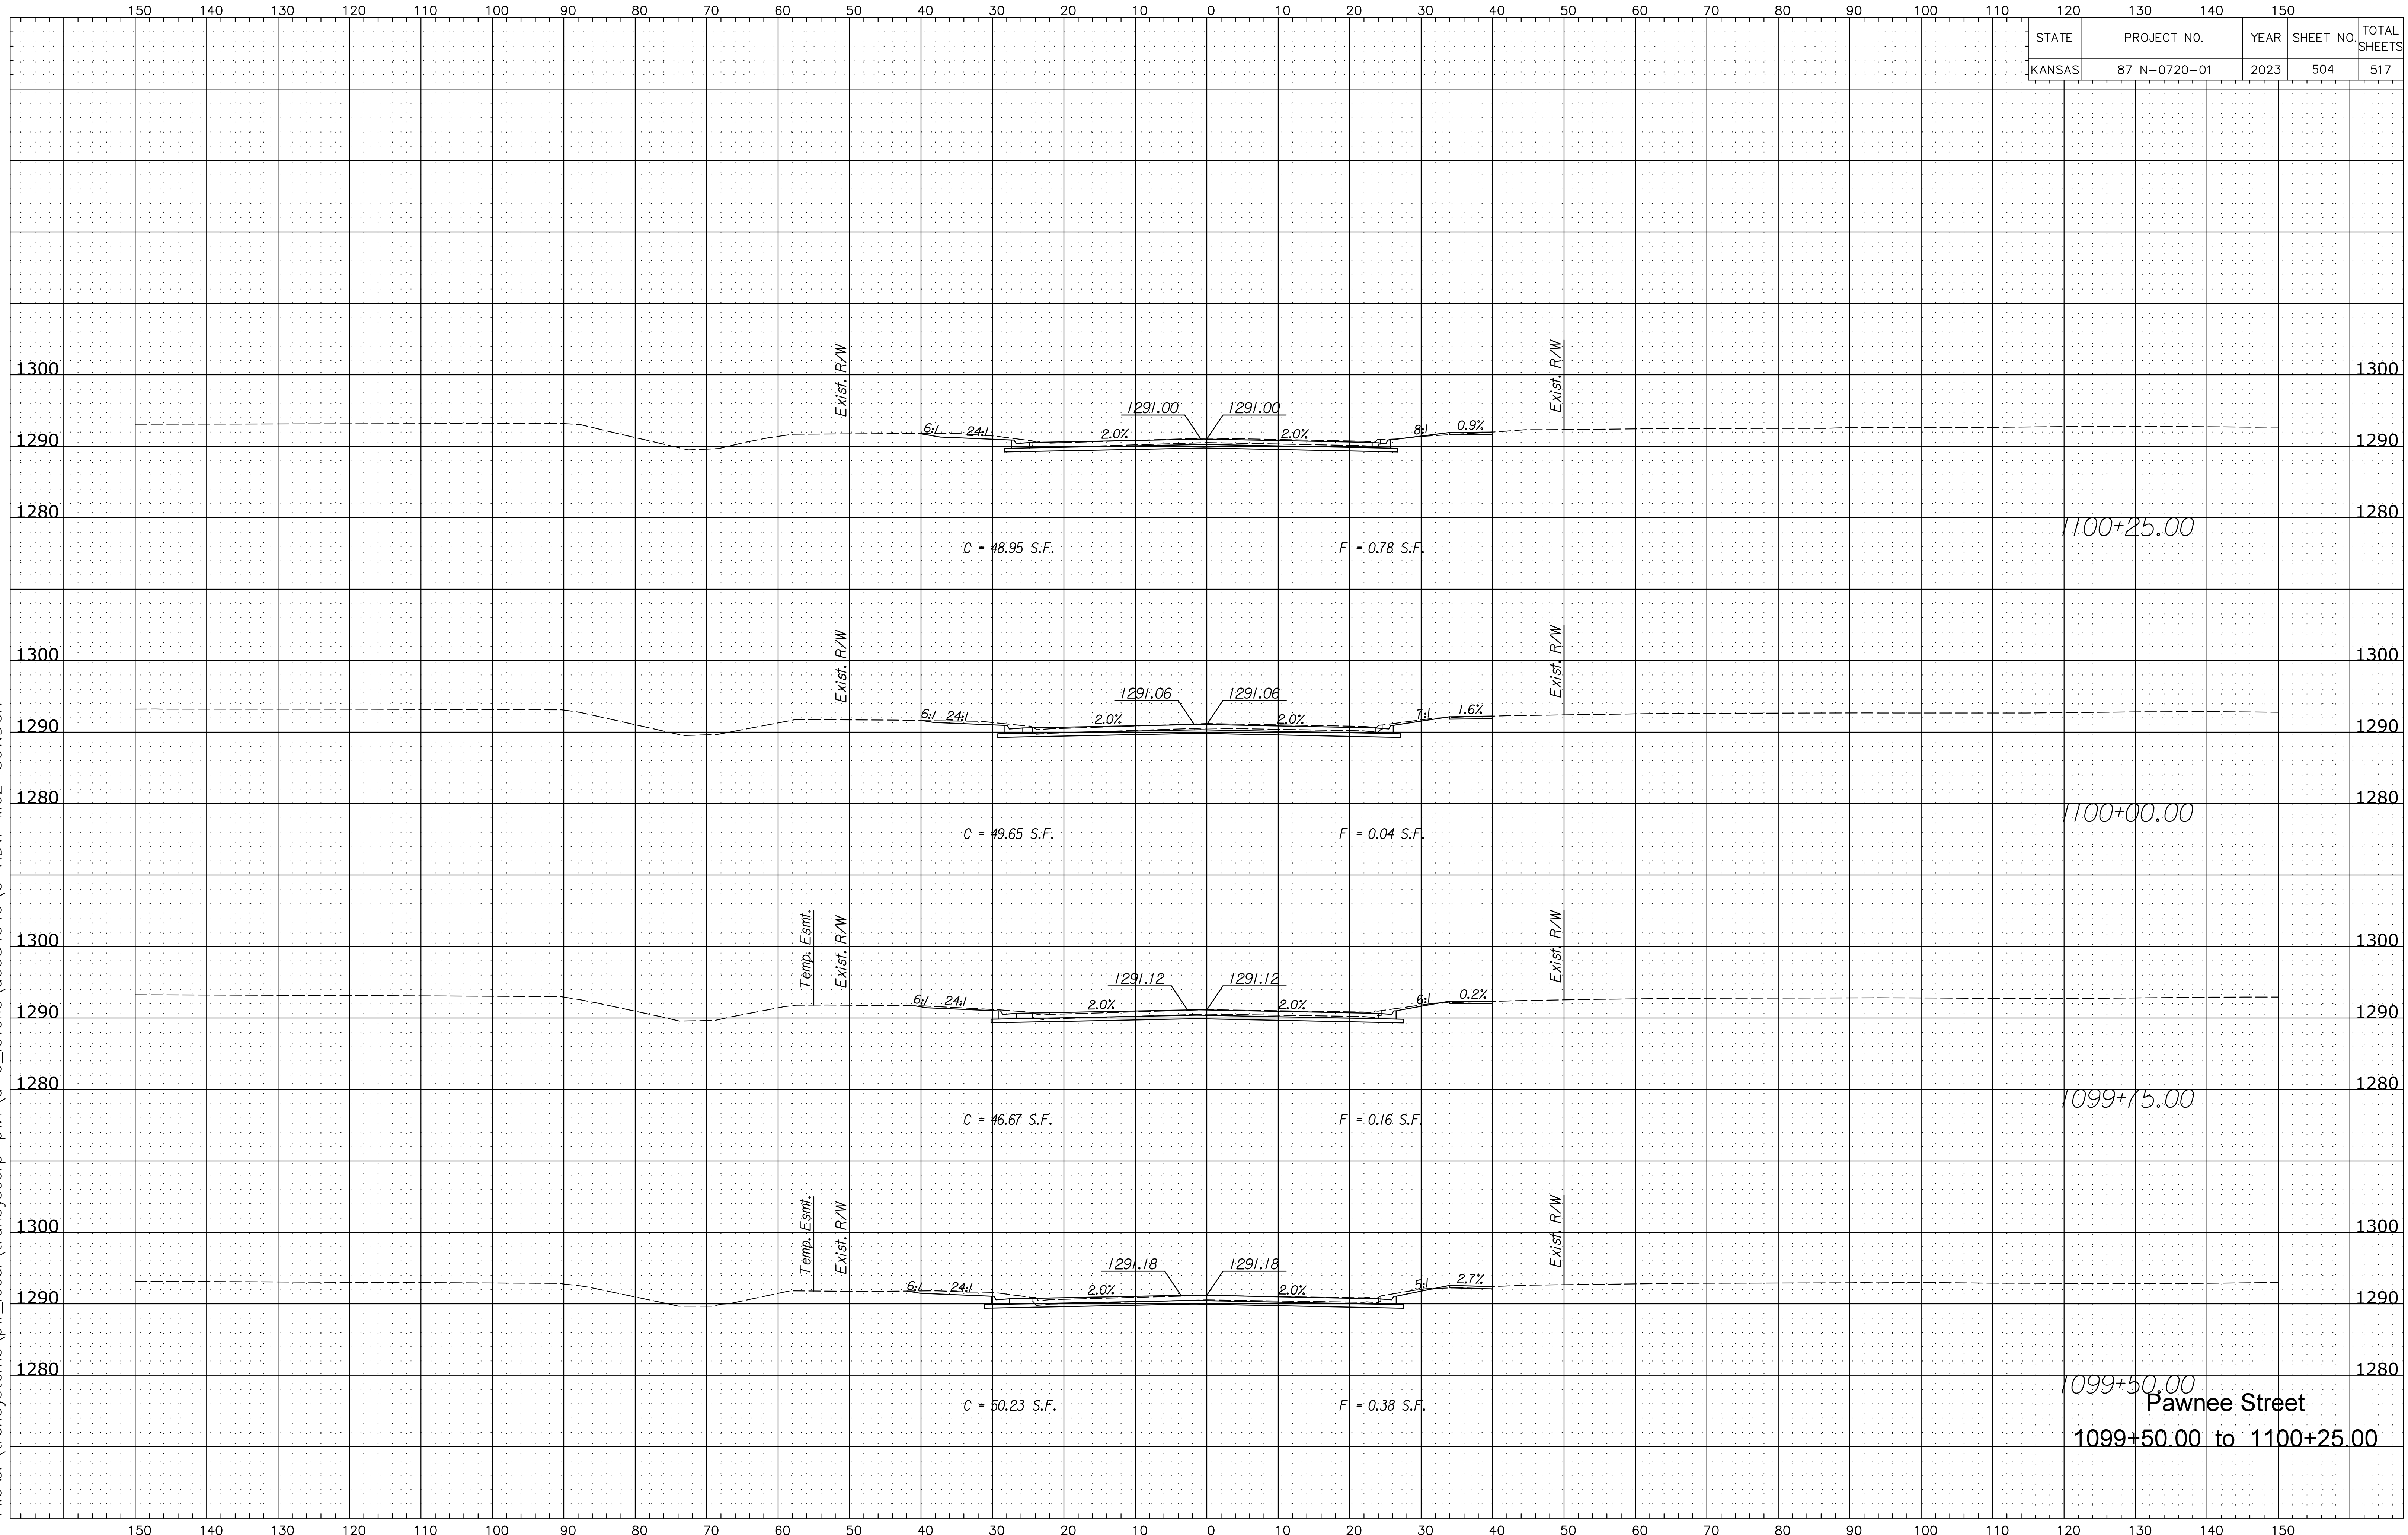 150 140 130 120 110 100 90 80 70 60 50 40 30 20 10 0 10 20 30 40 50 60 70 80 90 100 110 120 130 140 150
STATE PROJECT NO. YEAR SHEET NO. TOTAL SHEETS
KANSAS 87 N-0720-01 2023 504 517
Exist. R/W
Exist. R/W
1300 1300
1291.00 1291.00
6:1 24:1 2.0% 2.0% 8:1 0.9%
1290 1290
1280 1280
1100+25.00
C = 48.95 S.F. F = 0.78 S.F.
Exist. R/W
Exist. R/W
1300 1300
1291.06 1291.06
6:1 24:1 2.0% 2.0% 7:1 1.6%
1290 1290
1280 1280
1100+00.00
C = 49.65 S.F. F = 0.04 S.F.
Temp. Esmt.
Exist. R/W
Exist. R/W
1300 1300
1291.12 1291.12
6:1 24:1 2.0% 2.0% 6:1 0.2%
1290 1290
1280 1280
1099+75.00
C = 46.67 S.F. F = 0.16 S.F.
Temp. Esmt.
Exist. R/W
Exist. R/W
1300 1300
1291.18 1291.18
6:1 24:1 2.0% 2.0% 5:1 2.7%
1290 1290
1280 1280
1099+50.00
C = 50.23 S.F. F = 0.38 S.F.
Pawnee Street
1099+50.00 to 1100+25.00
150 140 130 120 110 100 90 80 70 60 50 40 30 20 10 0 10 20 30 40 50 60 70 80 90 100 110 120 130 140 150